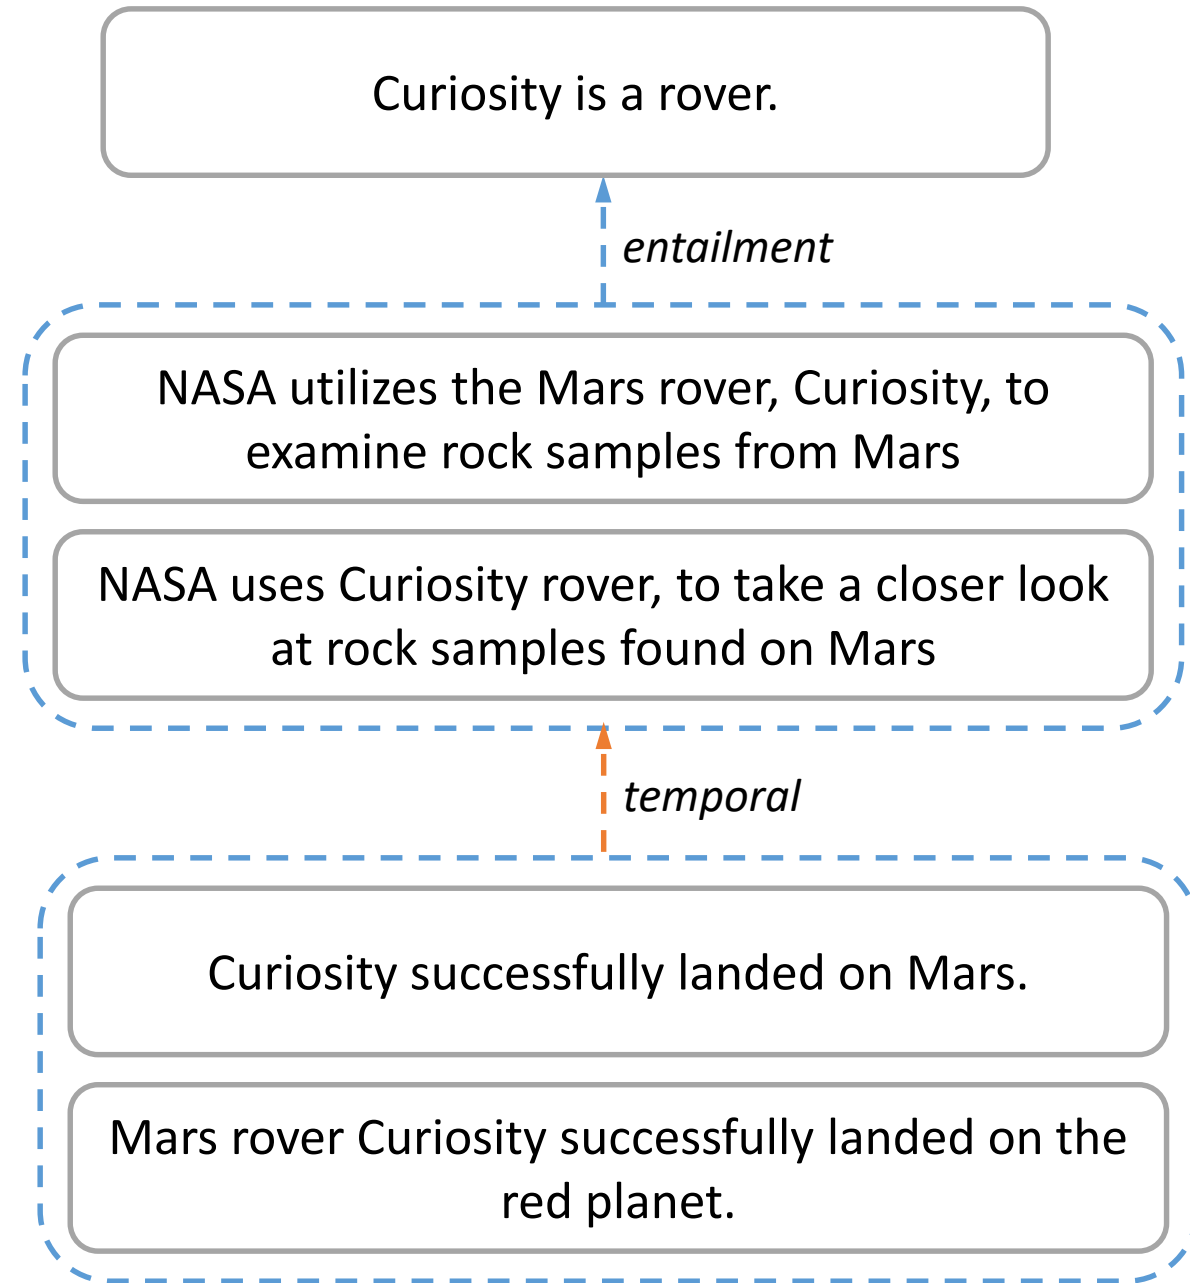 Curiosity is a rover.
entailment
NASA utilizes the Mars rover, Curiosity, to
examine rock samples from Mars
NASA uses Curiosity rover, to take a closer look
at rock samples found on Mars
temporal
Curiosity successfully landed on Mars.
Mars rover Curiosity successfully landed on the
red planet.